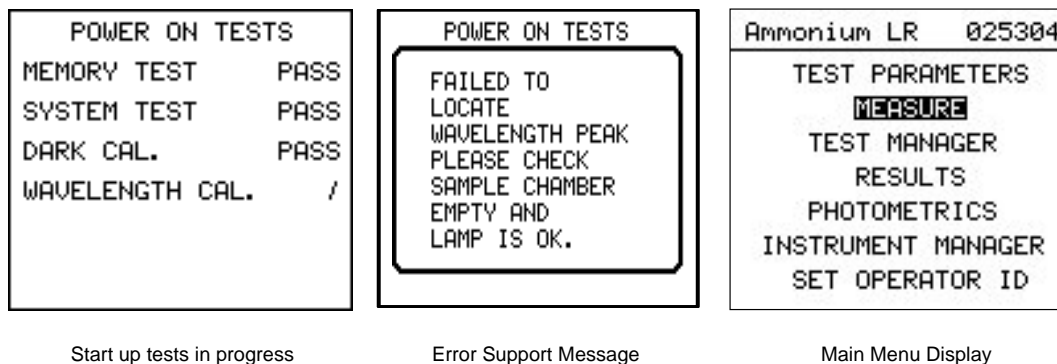 POWER ON TESTS
MEMORY TEST PASS
SYSTEM TEST PASS
DARK CAL. PASS
WAVELENGTH CAL. /
Start up tests in progress
POWER ON TESTS
FAILED TO
LOCATE
WAVELENGTH PEAK
PLEASE CHECK
SAMPLE CHAMBER
EMPTY AND
LAMP IS OK.
Error Support Message
Ammonium LR 025304
TEST PARAMETERS
MEASURE
TEST MANAGER
RESULTS
PHOTOMETRICS
INSTRUMENT MANAGER
SET OPERATOR ID
Main Menu Display